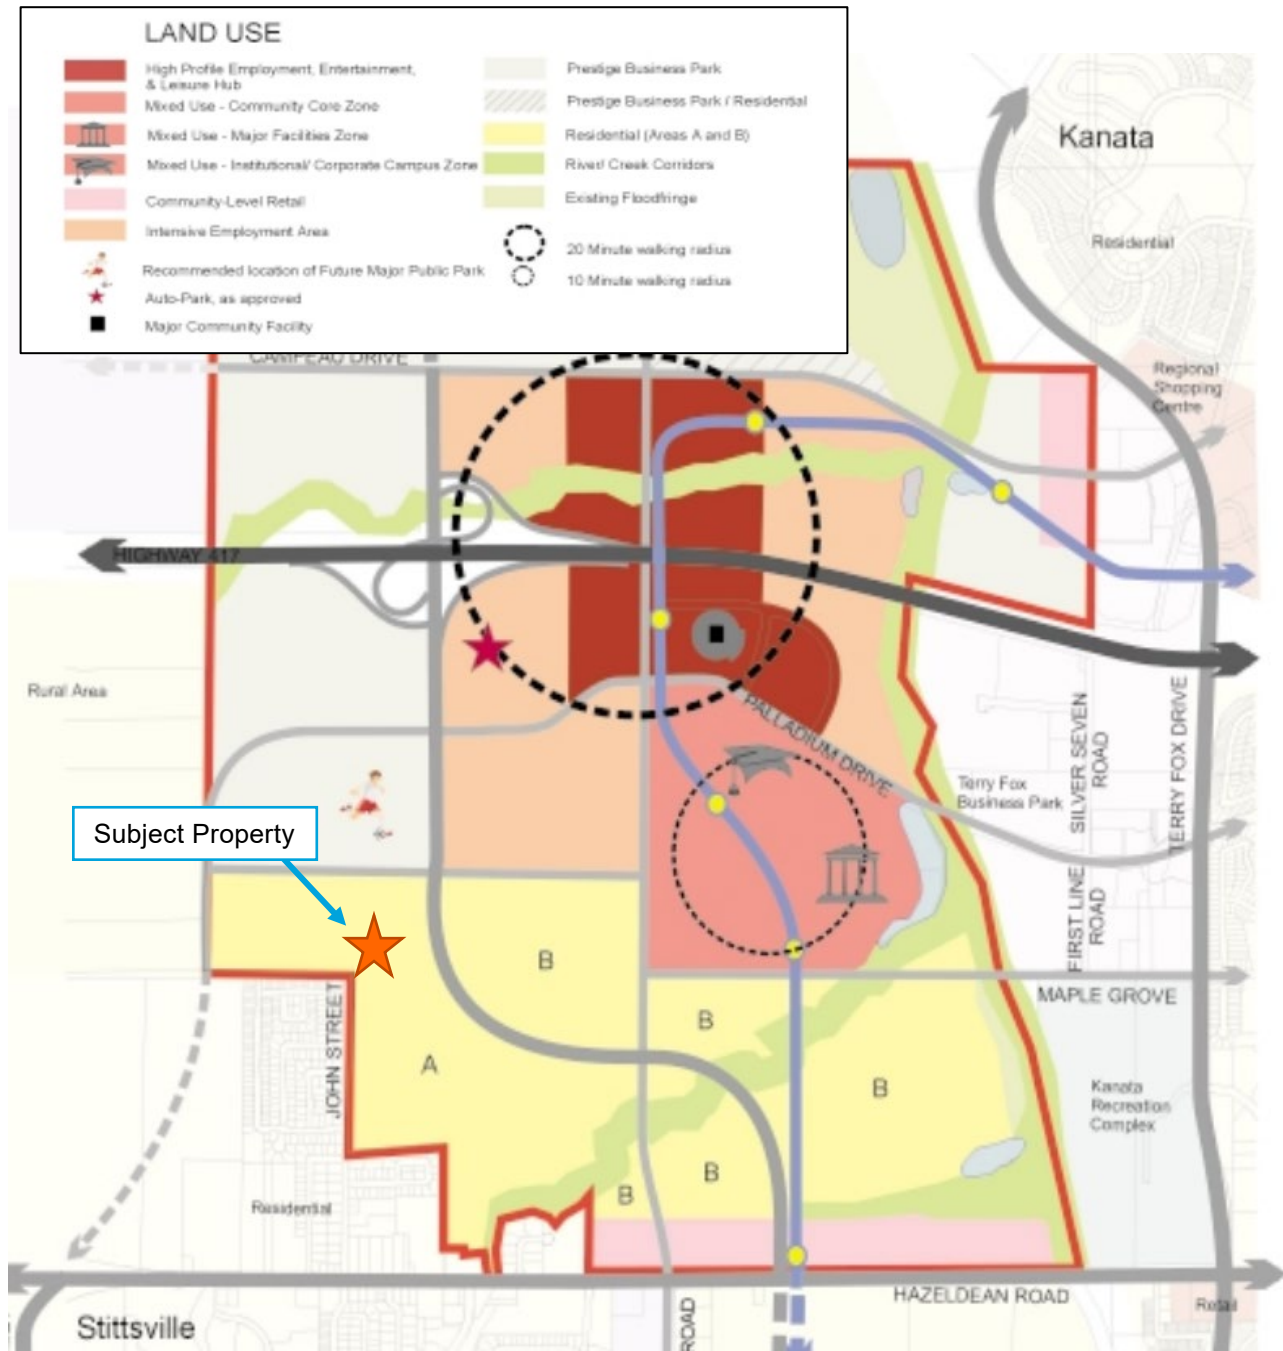 LAND USE
High Profile Employment, Entertainment,
& Leisure Hub
Mixed Use - Community Core Zone
Mixed Use - Major Facilities Zone
Mixed Use - Institutional/ Corporate Campus Zone
Community-Level Retail
Intensive Employment Area
Recommended location of Future Major Public Park
Auto-Park, as approved
Major Community Facility
Prestige Business Park
Prestige Business Park / Residential
Residential (Areas A and B)
River/ Creek Corridors
Existing Floodfringe
20 Minute walking radius
10 Minute walking radius
Kanata
Residential
CAMPEAU DRIVE
Regional
Shopping
Centre
HIGHWAY 417
Rural Area
PALLADIUM DRIVE
SILVER SEVEN
ROAD
TERRY FOX DRIVE
Terry Fox
Business Park
Subject Property
FIRST LINE
ROAD
B
MAPLE GROVE
JOHN STREET
B
A
B
Kanata
Recreation
Complex
B
B
Residential
HAZELDEAN ROAD
Retail
Stittsville
ROAD